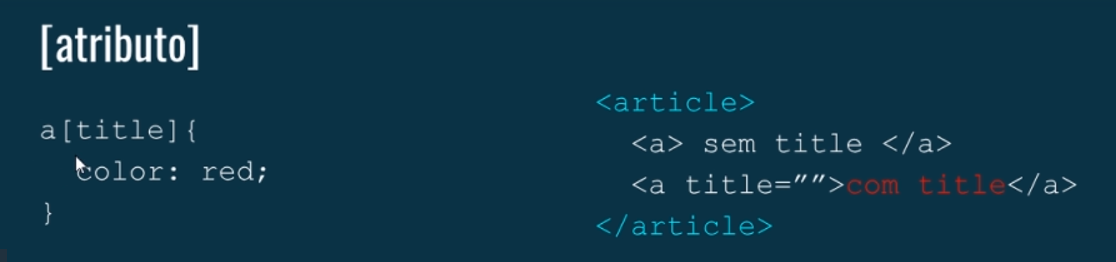 [atributo]
a[title]{
color: red;
}
<article>
<a> sem title </a>
<a title="">com title</a>
</article>